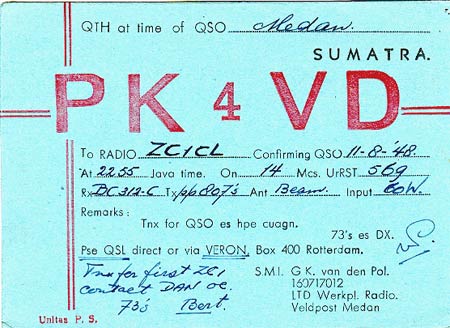 QTH at time of QSO Medan.
SUMATRA.
PK 4 VD
To RADIO ZC1CL Confirming QSO 11-8-'48
At 2255 Java time. On 14 Mcs. UrRST 569
Rx BC312-C Tx pp807's Ant Beam Input 60W.
Remarks :
Tnx for QSO es hpe cuagn.
73's es DX.
Pse QSL direct or via VERON, Box 400 Rotterdam.
Tnx for first ZC1
contact DAN oc.
73's Bert.
S.M.I. G.K. van den Pol.
160717012
LTD Werkpl. Radio.
Veldpost Medan
Unitas P. S.